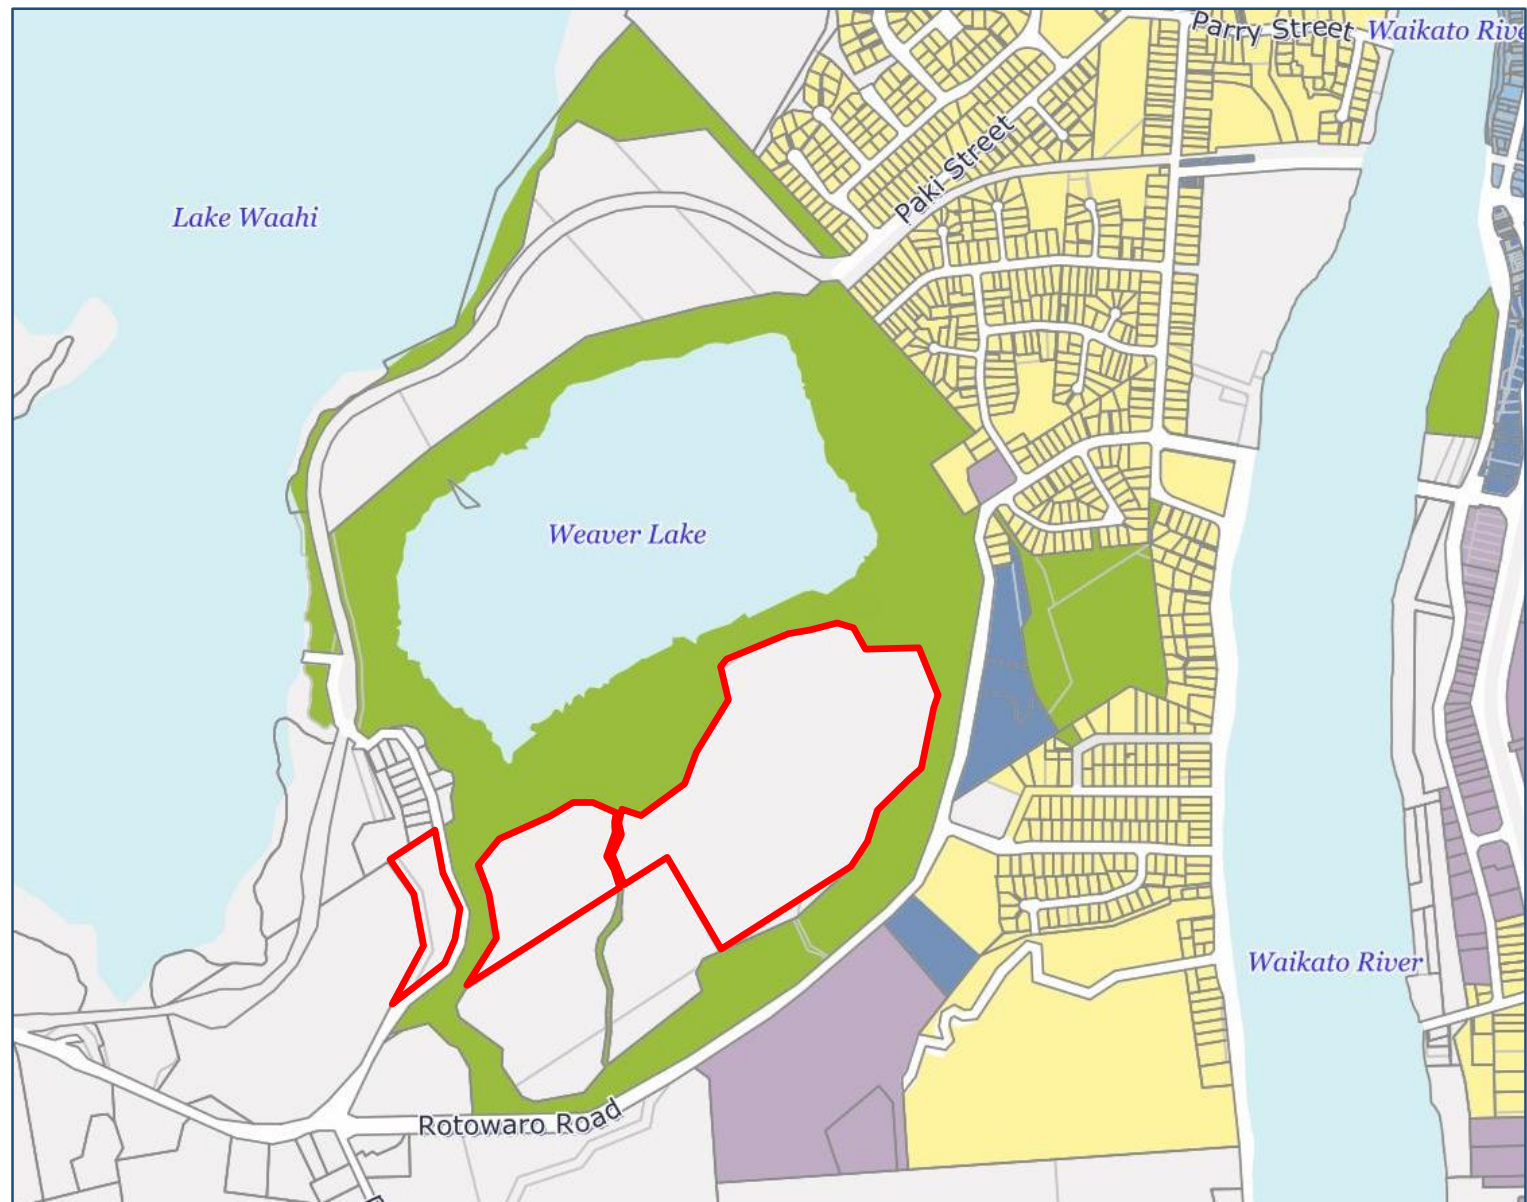 Parry Street
Waikato Rive
Paki Street
Lake Waahi
Weaver Lake
Waikato River
Rotowaro Road